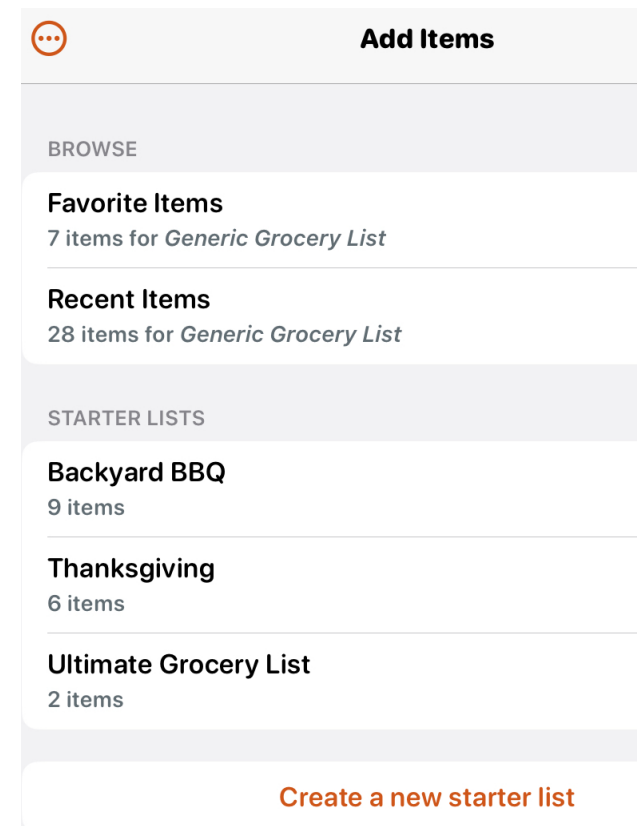 Add Items
BROWSE
Favorite Items
7 items for Generic Grocery List
Recent Items
28 items for Generic Grocery List
STARTER LISTS
Backyard BBQ
9 items
Thanksgiving
6 items
Ultimate Grocery List
2 items
Create a new starter list